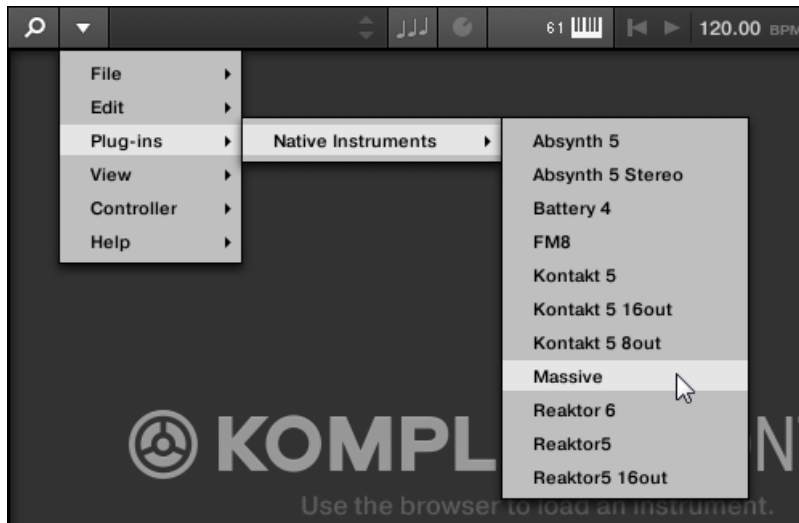 61 120.00 BPM
File
Edit
Plug-ins
View
Controller
Help
Native Instruments
Absynth 5
Absynth 5 Stereo
Battery 4
FM8
Kontakt 5
Kontakt 5 16out
Kontakt 5 8out
Massive
Reaktor 6
Reaktor5
Reaktor5 16out
Use the browser to load an instrument.